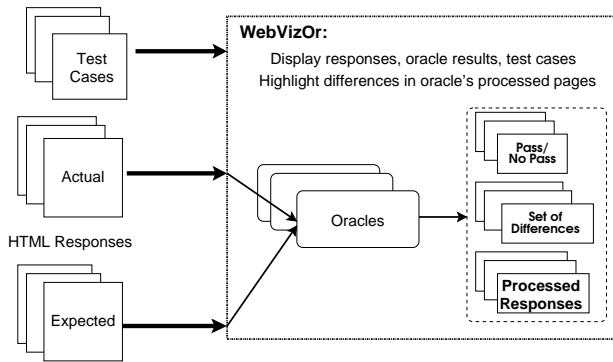 WebVizOr:
Display responses, oracle results, test cases
Highlight differences in oracle's processed pages
Test
Cases
Actual
HTML Responses
Expected
Oracles
Pass/
No Pass
Set of
Differences
Processed
Responses